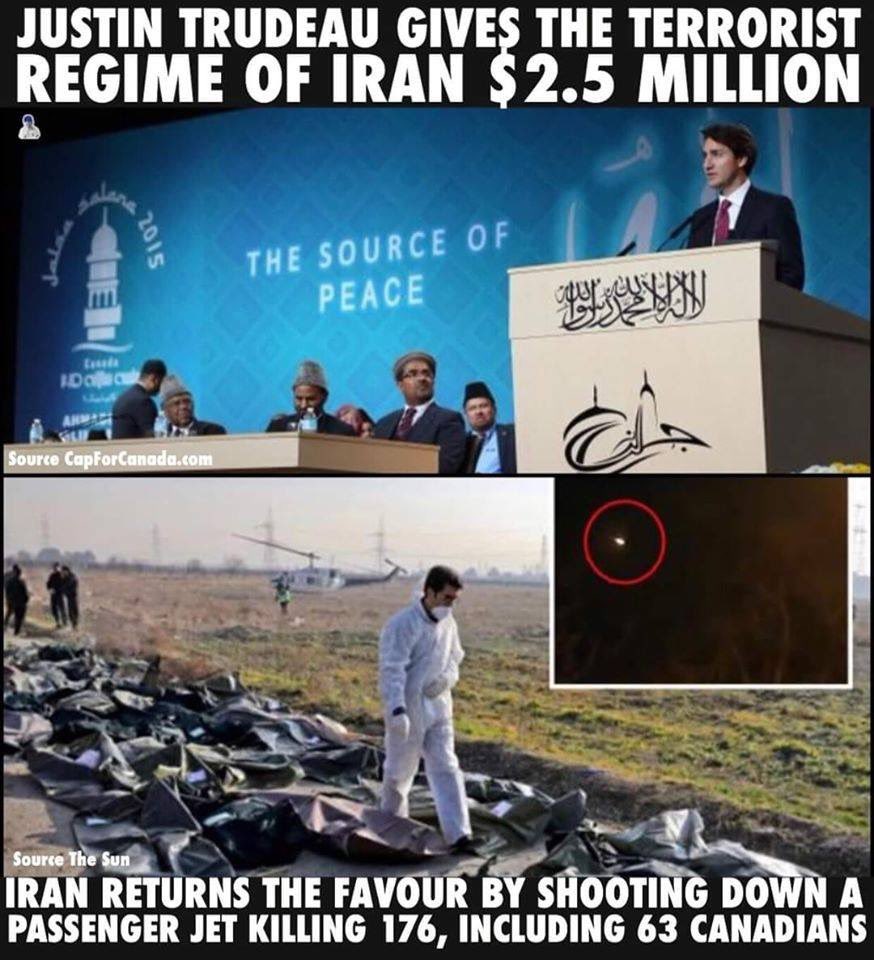 JUSTIN TRUDEAU GIVES THE TERRORIST
REGIME OF IRAN $2.5 MILLION
Jalsa Salana 2015
THE SOURCE OF
PEACE
Canada
لا اله الا الله محمد رسول الله
Source CapForCanada.com
Source The Sun
IRAN RETURNS THE FAVOUR BY SHOOTING DOWN A
PASSENGER JET KILLING 176, INCLUDING 63 CANADIANS